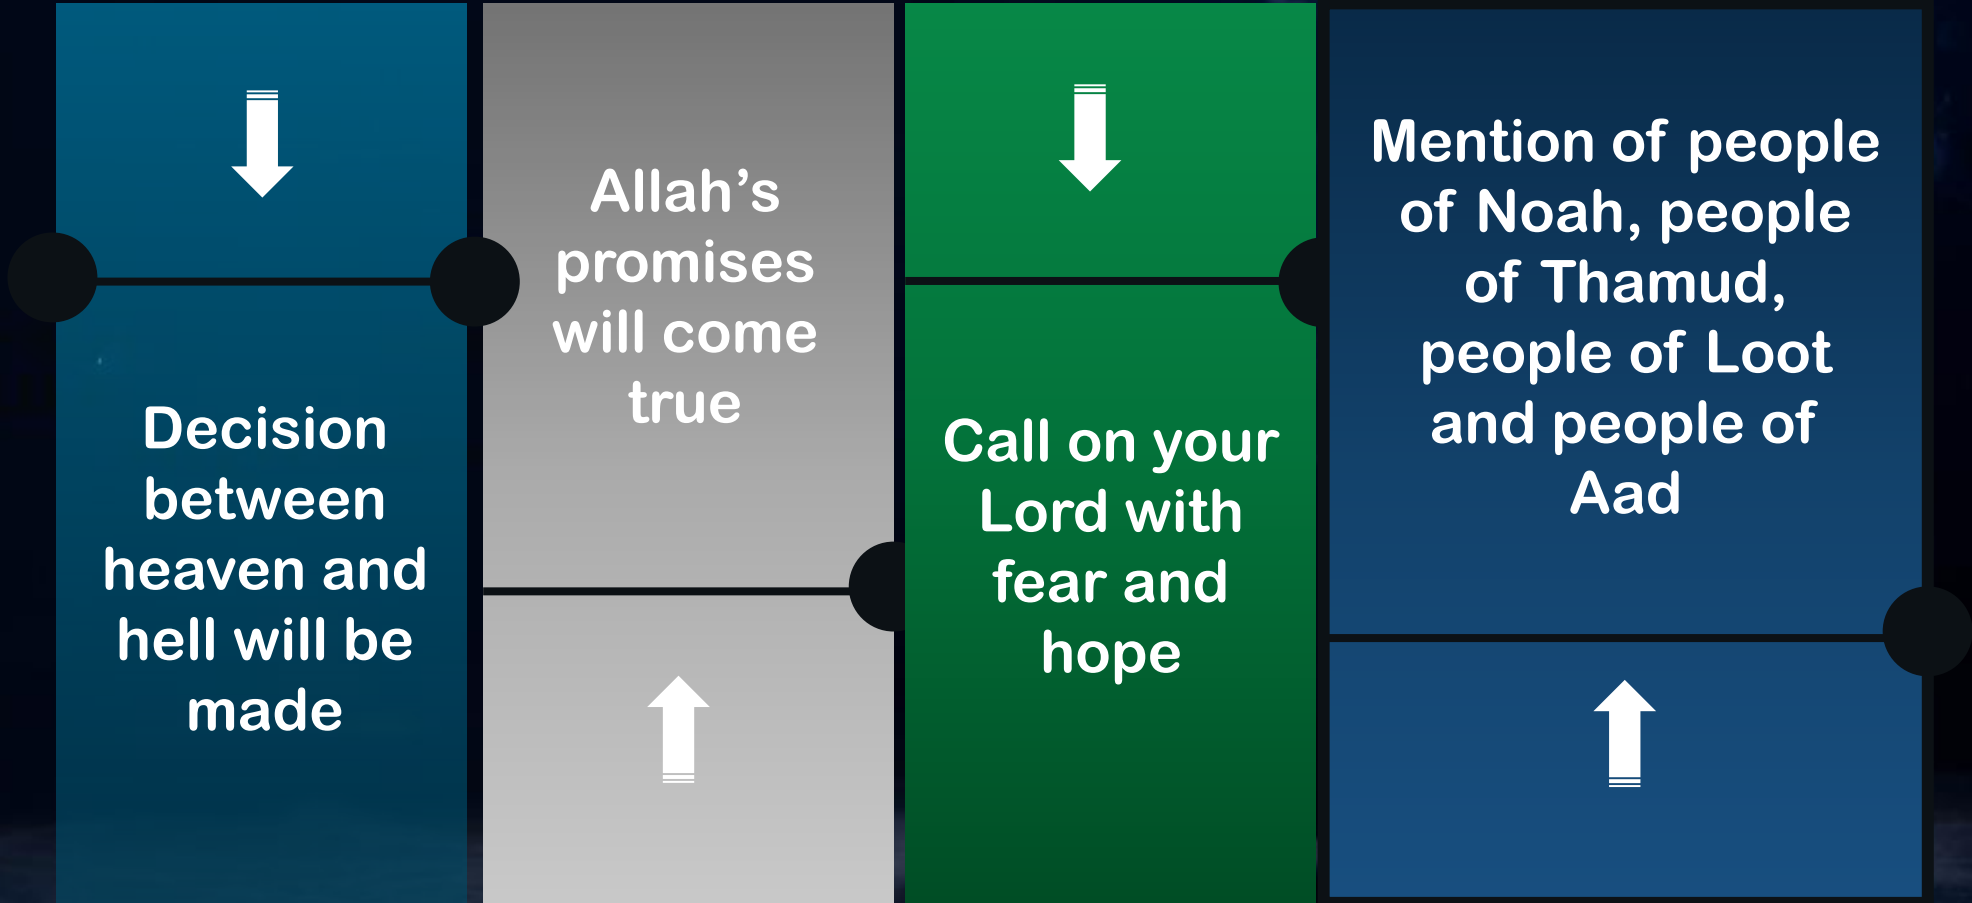 Decision
between
heaven and
hell will be
made
Allah’s
promises
will come
true
Call on your
Lord with
fear and
hope
Mention of people
of Noah, people
of Thamud,
people of Loot
and people of
Aad